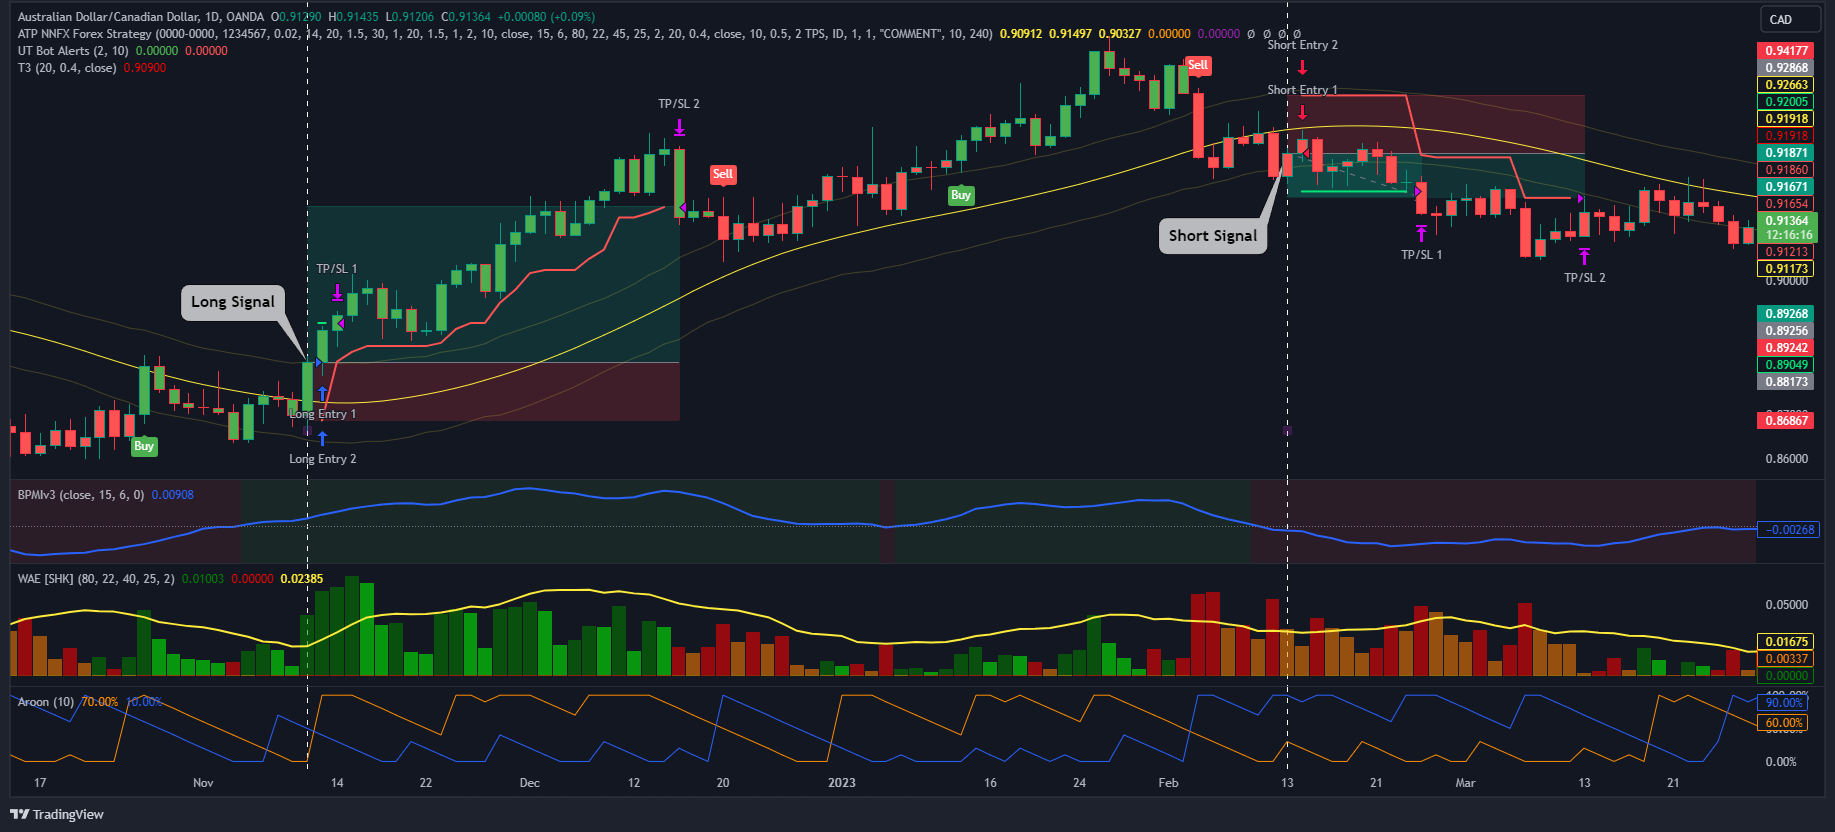 Australian Dollar/Canadian Dollar, 1D, OANDA O0.91290 H0.91435 L0.91206 C0.91364 +0.00080 (+0.09%)
ATP NNFX Forex Strategy (0000-0000, 1234567, 0.02, 14, 20, 1.5, 30, 1, 20, 1.5, 1, 2, 10, close, 15, 6, 80, 22, 45, 25, 2, 20, 0.4, close, 10, 0.5, 2 TPS, ID, 1, 1, "COMMENT", 10, 240) 0.90912 0.91497 0.90327 0.00000 0.00000 Ø Ø Ø Ø
UT Bot Alerts (2, 10) 0.00000 0.00000
T3 (20, 0.4, close) 0.90900
CAD
Short Entry 2
Sell
Short Entry 1
TP/SL 2
Sell
Buy
Short Signal
TP/SL 1
TP/SL 2
TP/SL 1
Long Signal
Long Entry 1
Buy
Long Entry 2
0.94177
0.92868
0.92663
0.92005
0.91918
0.91918
0.91871
0.91860
0.91671
0.91654
0.91364
12:16:16
0.91213
0.91173
0.90000
0.89268
0.89256
0.89242
0.89049
0.88173
0.86867
0.86000
BPMIv3 (close, 15, 6, 0) 0.00908
−0.00268
WAE [SHK] (80, 22, 40, 25, 2) 0.01003 0.00000 0.02385
0.05000
0.01675
0.00337
0.00000
Aroon (10) 70.00% 10.00%
90.00%
60.00%
0.00%
17 Nov 14 22 Dec 12 20 2023 16 24 Feb 13 21 Mar 13 21
TradingView